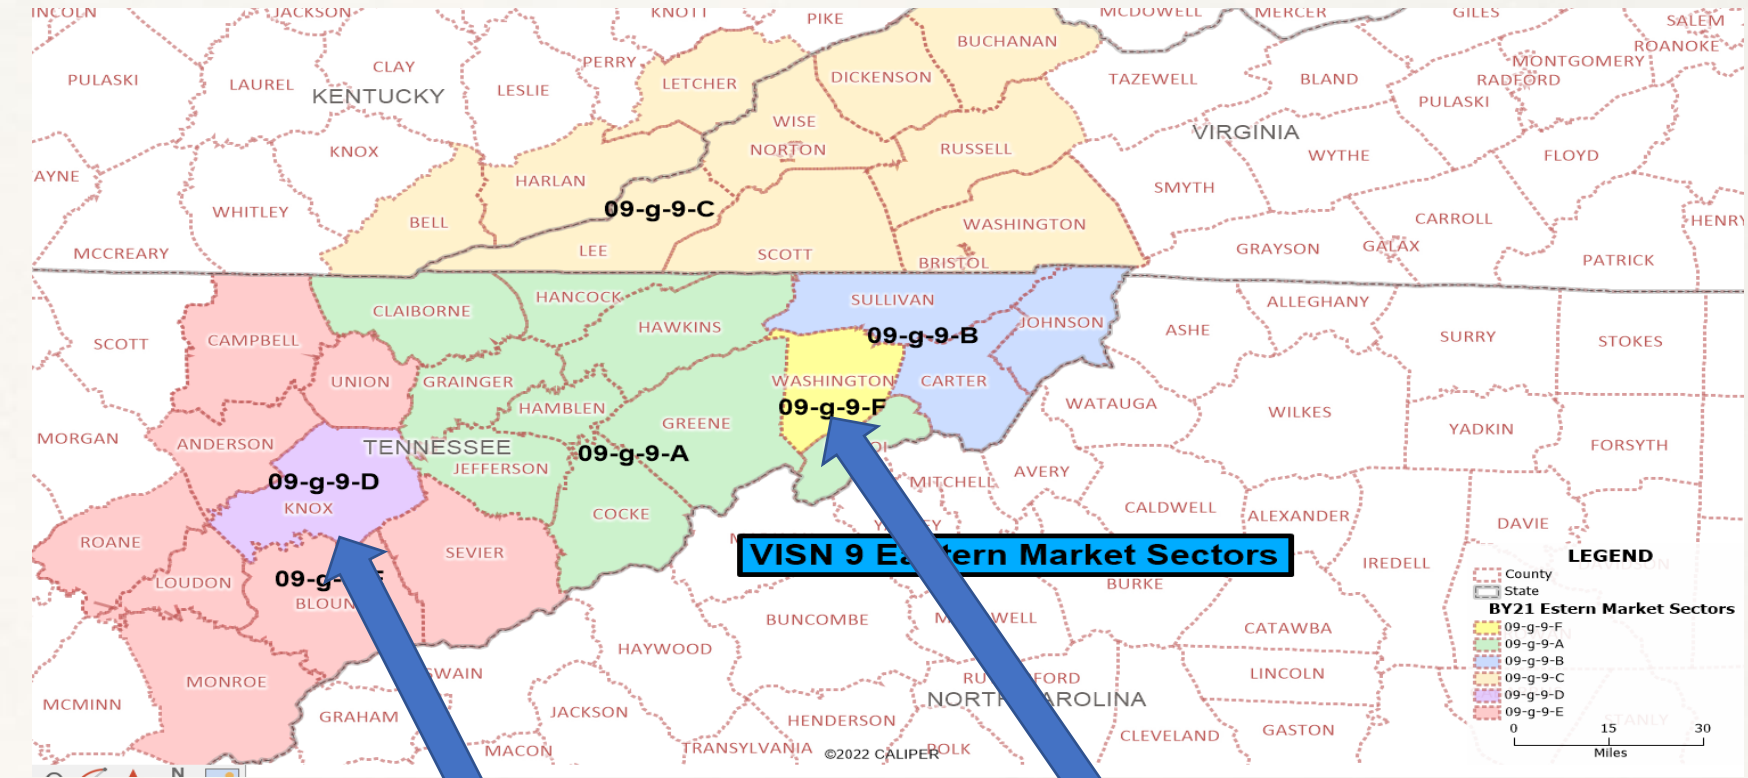 INCOLN
JACKSON
KNOTT
PIKE
MCDOWELL
MERCER
GILES
SALEM
ROANOKE
BUCHANAN
MONTGOMERY
PULASKI
LAUREL
CLAY
PERRY
LESLIE
LETCHER
DICKENSON
TAZEWELL
BLAND
RADFORD
PULASKI
KENTUCKY
WISE
NORTON
RUSSELL
VIRGINIA
WYTHE
FLOYD
KNOX
AYNE
HARLAN
SMYTH
WHITLEY
BELL
09-g-9-C
WASHINGTON
CARROLL
HENRY
MCCREARY
LEE
SCOTT
BRISTOL
GRAYSON
GALAX
PATRICK
CLAIBORNE
HANCOCK
SULLIVAN
ALLEGHANY
SCOTT
CAMPBELL
HAWKINS
09-g-9-B
JOHNSON
ASHE
SURRY
STOKES
UNION
GRAINGER
WASHINGTON
CARTER
HAMBLEN
09-g-9-F
WATAUGA
WILKES
MORGAN
ANDERSON
TENNESSEE
GREENE
YADKIN
FORSYTH
JEFFERSON
09-g-9-A
OI
09-g-9-D
KNOX
MITCHELL
AVERY
COCKE
CALDWELL
ALEXANDER
DAVIE
ROANE
SEVIER
VISN 9 Eastern Market Sectors
IREDELL
LOUDON
09-g-
BLOUN
BURKE
BUNCOMBE
CATAWBA
HAYWOOD
MONROE
SWAIN
LINCOLN
MCMINN
GRAHAM
JACKSON
NORTH CAROLINA
HENDERSON
CLEVELAND
GASTON
MACON
TRANSYLVANIA
©2022 CALIPER
POLK
LEGEND
County
State
BY21 Estern Market Sectors
09-g-9-F
09-g-9-A
09-g-9-B
09-g-9-C
09-g-9-D
09-g-9-E
STANLY
0 15 30
Miles
N